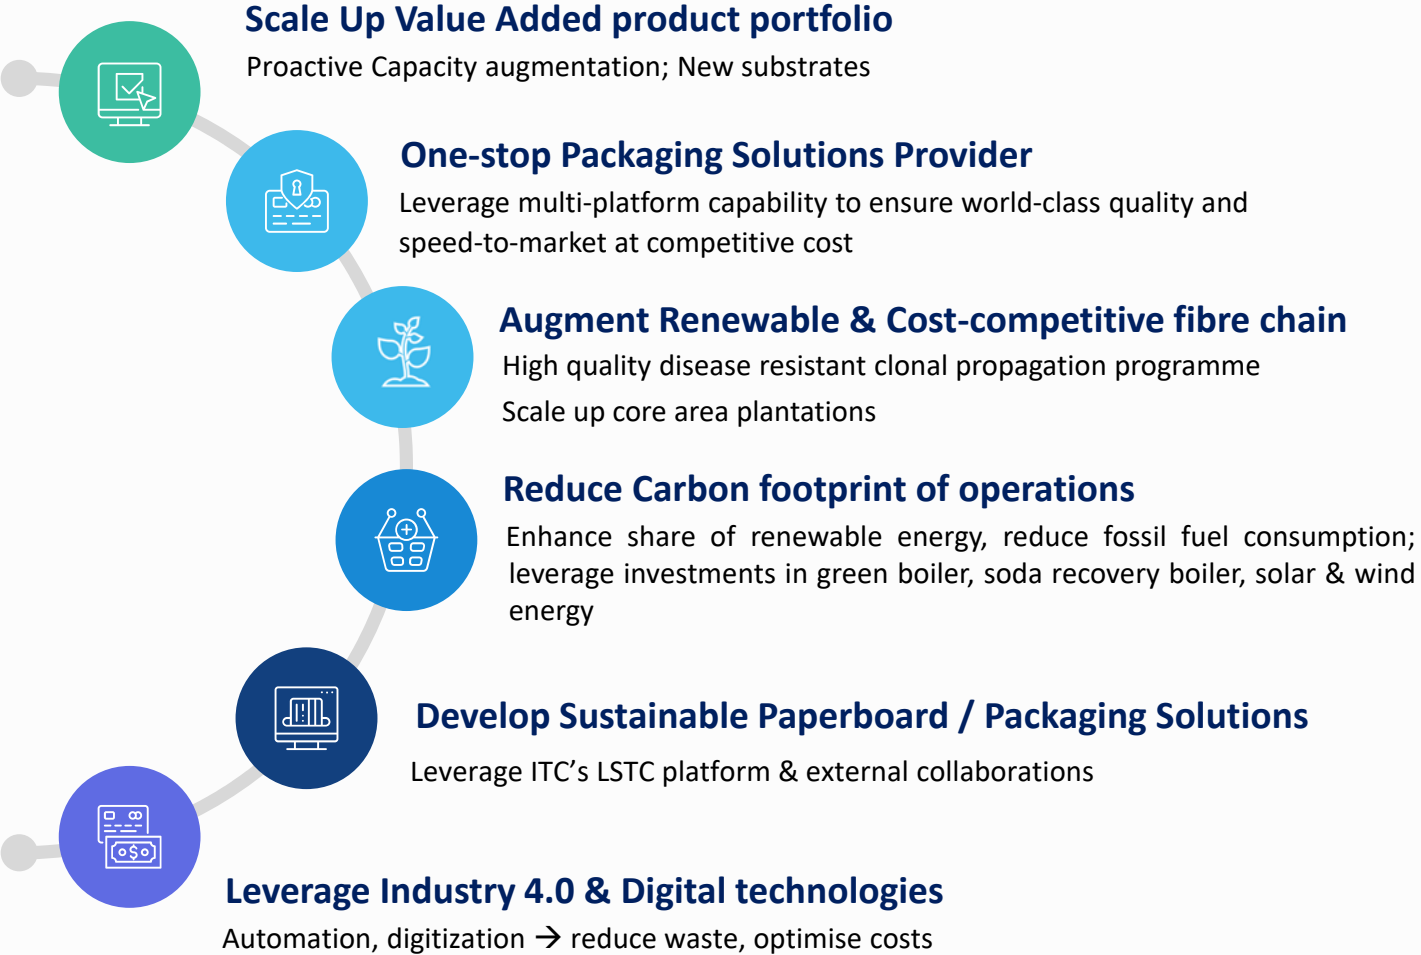 Scale Up Value Added product portfolio
Proactive Capacity augmentation; New substrates
One-stop Packaging Solutions Provider
Leverage multi-platform capability to ensure world-class quality and
speed-to-market at competitive cost
Augment Renewable & Cost-competitive fibre chain
High quality disease resistant clonal propagation programme
Scale up core area plantations
Reduce Carbon footprint of operations
Enhance share of renewable energy, reduce fossil fuel consumption;
leverage investments in green boiler, soda recovery boiler, solar & wind
energy
Develop Sustainable Paperboard / Packaging Solutions
Leverage ITC’s LSTC platform & external collaborations
Leverage Industry 4.0 & Digital technologies
Automation, digitization → reduce waste, optimise costs